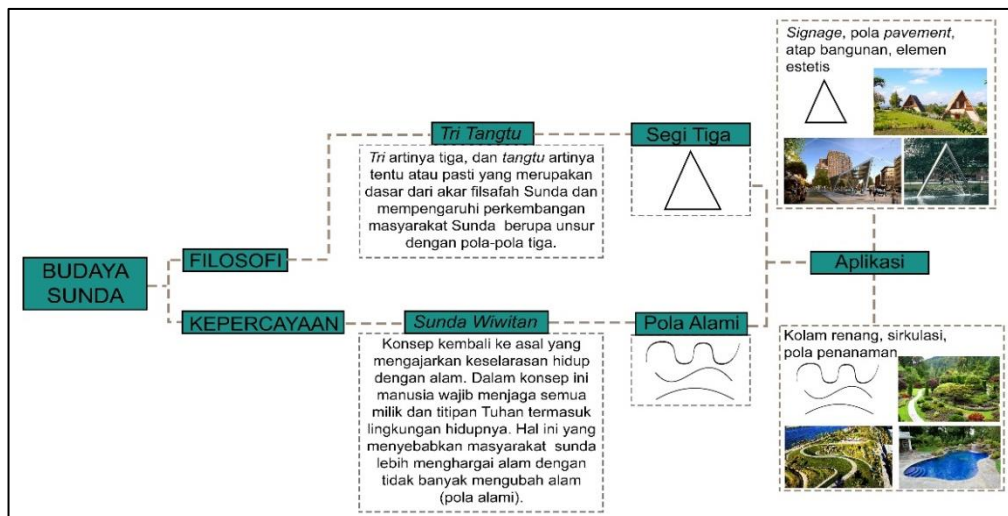 Signage, pola pavement,
atap bangunan, elemen
estetis
Tri Tangtu
Segi Tiga
Tri artinya tiga, dan tangtu artinya
tentu atau pasti yang merupakan
dasar dari akar filsafah Sunda dan
mempengaruhi perkembangan
masyarakat Sunda berupa unsur
dengan pola-pola tiga.
BUDAYA
SUNDA
FILOSOFI
Aplikasi
KEPERCAYAAN
Sunda Wiwitan
Pola Alami
Konsep kembali ke asal yang
mengajarkan keselarasan hidup
dengan alam. Dalam konsep ini
manusia wajib menjaga semua
milik dan titipan Tuhan termasuk
lingkungan hidupnya. Hal ini yang
menyebabkan masyarakat sunda
lebih menghargai alam dengan
tidak banyak mengubah alam
(pola alami).
Kolam renang, sirkulasi,
pola penanaman